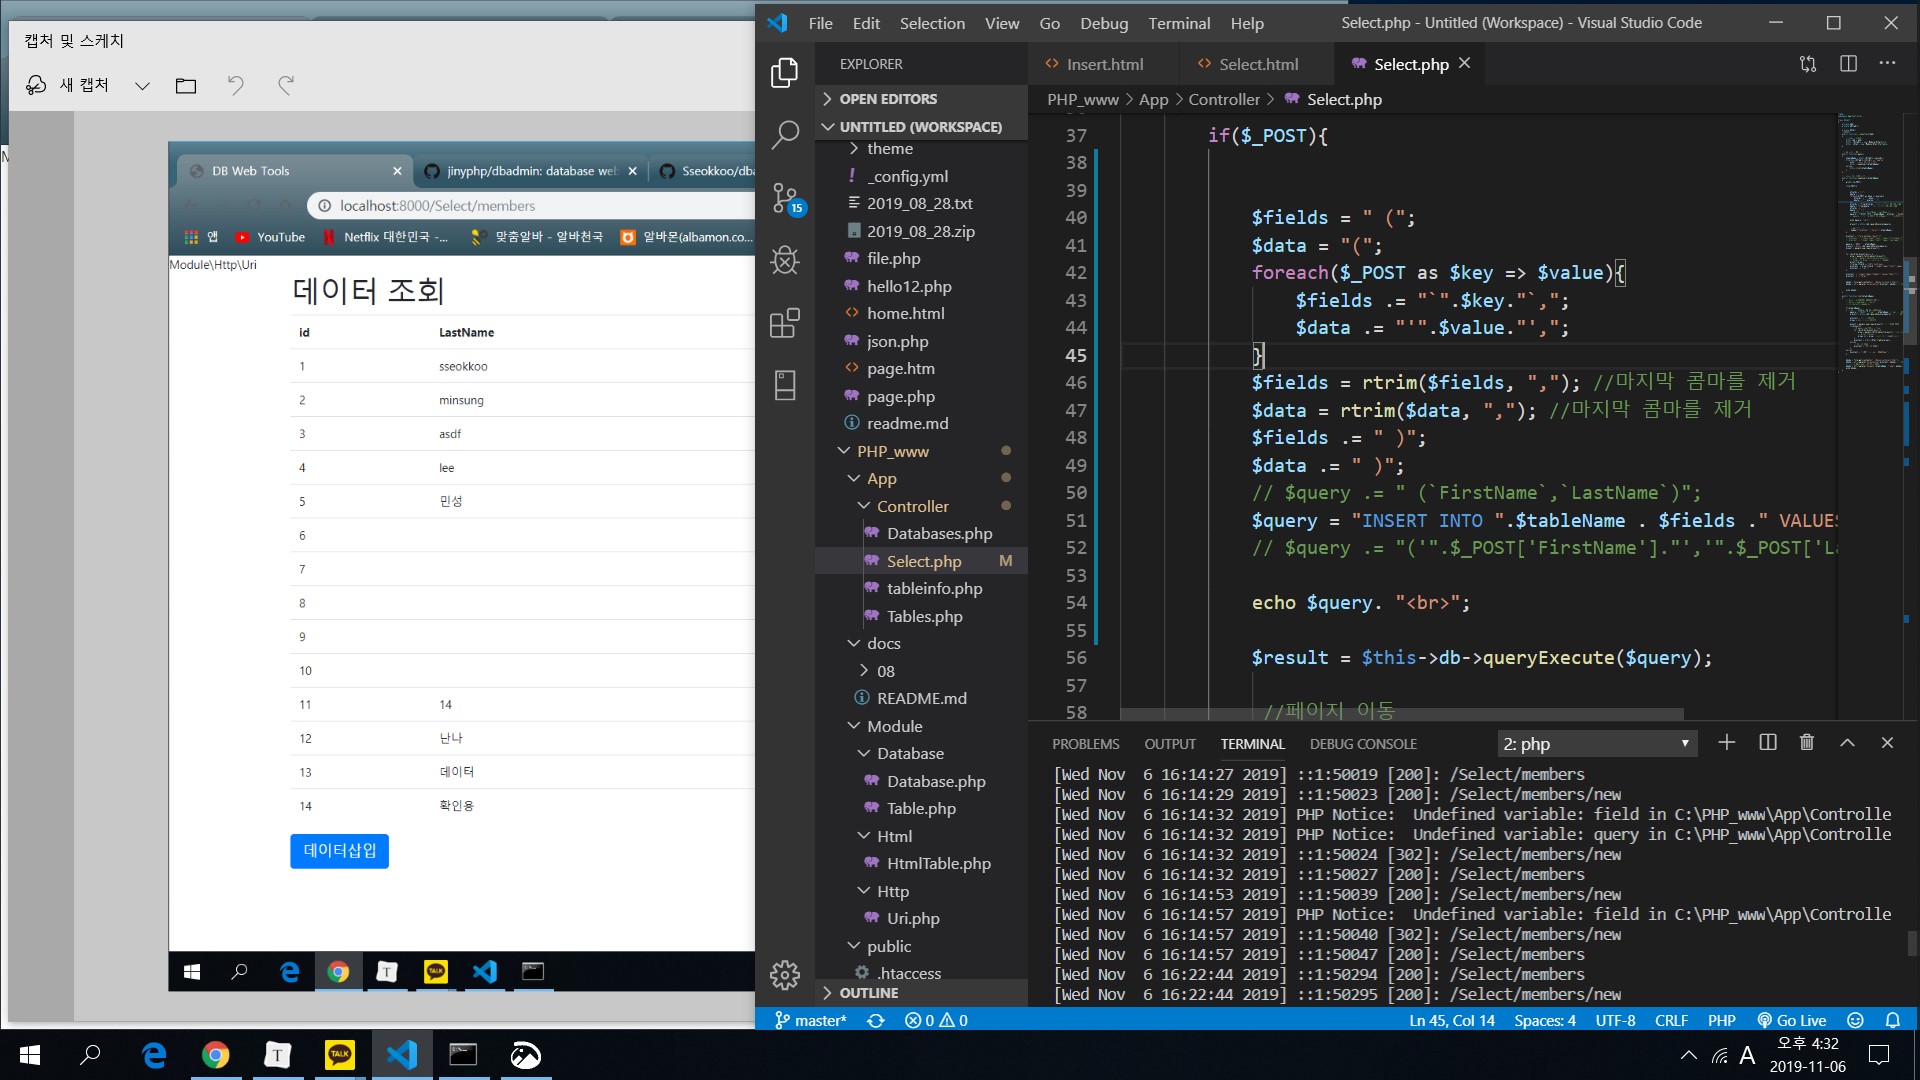 캡처 및 스케치
새 캡처
DB Web Tools
jinyphp/dbadmin: database web
Sseokkoo/dba
localhost:8000/Select/members
앱
YouTube
Netflix 대한민국 -...
맞춤알바 - 알바천국
알바몬(albamon.co...
Module\Http\Uri
데이터 조회
id LastName
1 sseokkoo
2 minsung
3 asdf
4 lee
5 민성
6
7
8
9
10
11 14
12 난나
13 데이터
14 확인용
데이터삽입
File Edit Selection View Go Debug Terminal Help
Select.php - Untitled (Workspace) - Visual Studio Code
EXPLORER
OPEN EDITORS
UNTITLED (WORKSPACE)
theme
_config.yml
2019_08_28.txt
2019_08_28.zip
file.php
hello12.php
home.html
json.php
page.htm
page.php
readme.md
PHP_www
App
Controller
Databases.php
Select.php M
tableinfo.php
Tables.php
docs
08
README.md
Module
Database
Database.php
Table.php
Html
HtmlTable.php
Http
Uri.php
public
.htaccess
OUTLINE
15
Insert.html
Select.html
Select.php
PHP_www > App > Controller > Select.php
37 if($_POST){
38
39
40 $fields = " (";
41 $data = "(";
42 foreach($_POST as $key => $value){
43 $fields .= "`".$key."`,";
44 $data .= "'".$value."',";
45 }
46 $fields = rtrim($fields, ","); //마지막 콤마를 제거
47 $data = rtrim($data, ","); //마지막 콤마를 제거
48 $fields .= " )";
49 $data .= " )";
50 // $query .= " (`FirstName`,`LastName`)";
51 $query = "INSERT INTO ".$tableName . $fields ." VALUES
52 // $query .= "('".$_POST['FirstName']."','".$_POST['La
53
54 echo $query. "<br>";
55
56 $result = $this->db->queryExecute($query);
57
58 //페이지 이동
PROBLEMS OUTPUT TERMINAL DEBUG CONSOLE
2: php
[Wed Nov  6 16:14:27 2019] ::1:50019 [200]: /Select/members
[Wed Nov  6 16:14:29 2019] ::1:50023 [200]: /Select/members/new
[Wed Nov  6 16:14:32 2019] PHP Notice:  Undefined variable: field in C:\PHP_www\App\Controlle
[Wed Nov  6 16:14:32 2019] PHP Notice:  Undefined variable: query in C:\PHP_www\App\Controlle
[Wed Nov  6 16:14:32 2019] ::1:50024 [302]: /Select/members/new
[Wed Nov  6 16:14:32 2019] ::1:50027 [200]: /Select/members
[Wed Nov  6 16:14:53 2019] ::1:50039 [200]: /Select/members/new
[Wed Nov  6 16:14:57 2019] PHP Notice:  Undefined variable: field in C:\PHP_www\App\Controlle
[Wed Nov  6 16:14:57 2019] ::1:50040 [302]: /Select/members/new
[Wed Nov  6 16:14:57 2019] ::1:50047 [200]: /Select/members
[Wed Nov  6 16:22:44 2019] ::1:50294 [200]: /Select/members
[Wed Nov  6 16:22:44 2019] ::1:50295 [200]: /Select/members/new
master*
0
0
Ln 45, Col 14 Spaces: 4 UTF-8 CRLF PHP Go Live
A
오후 4:32
2019-11-06